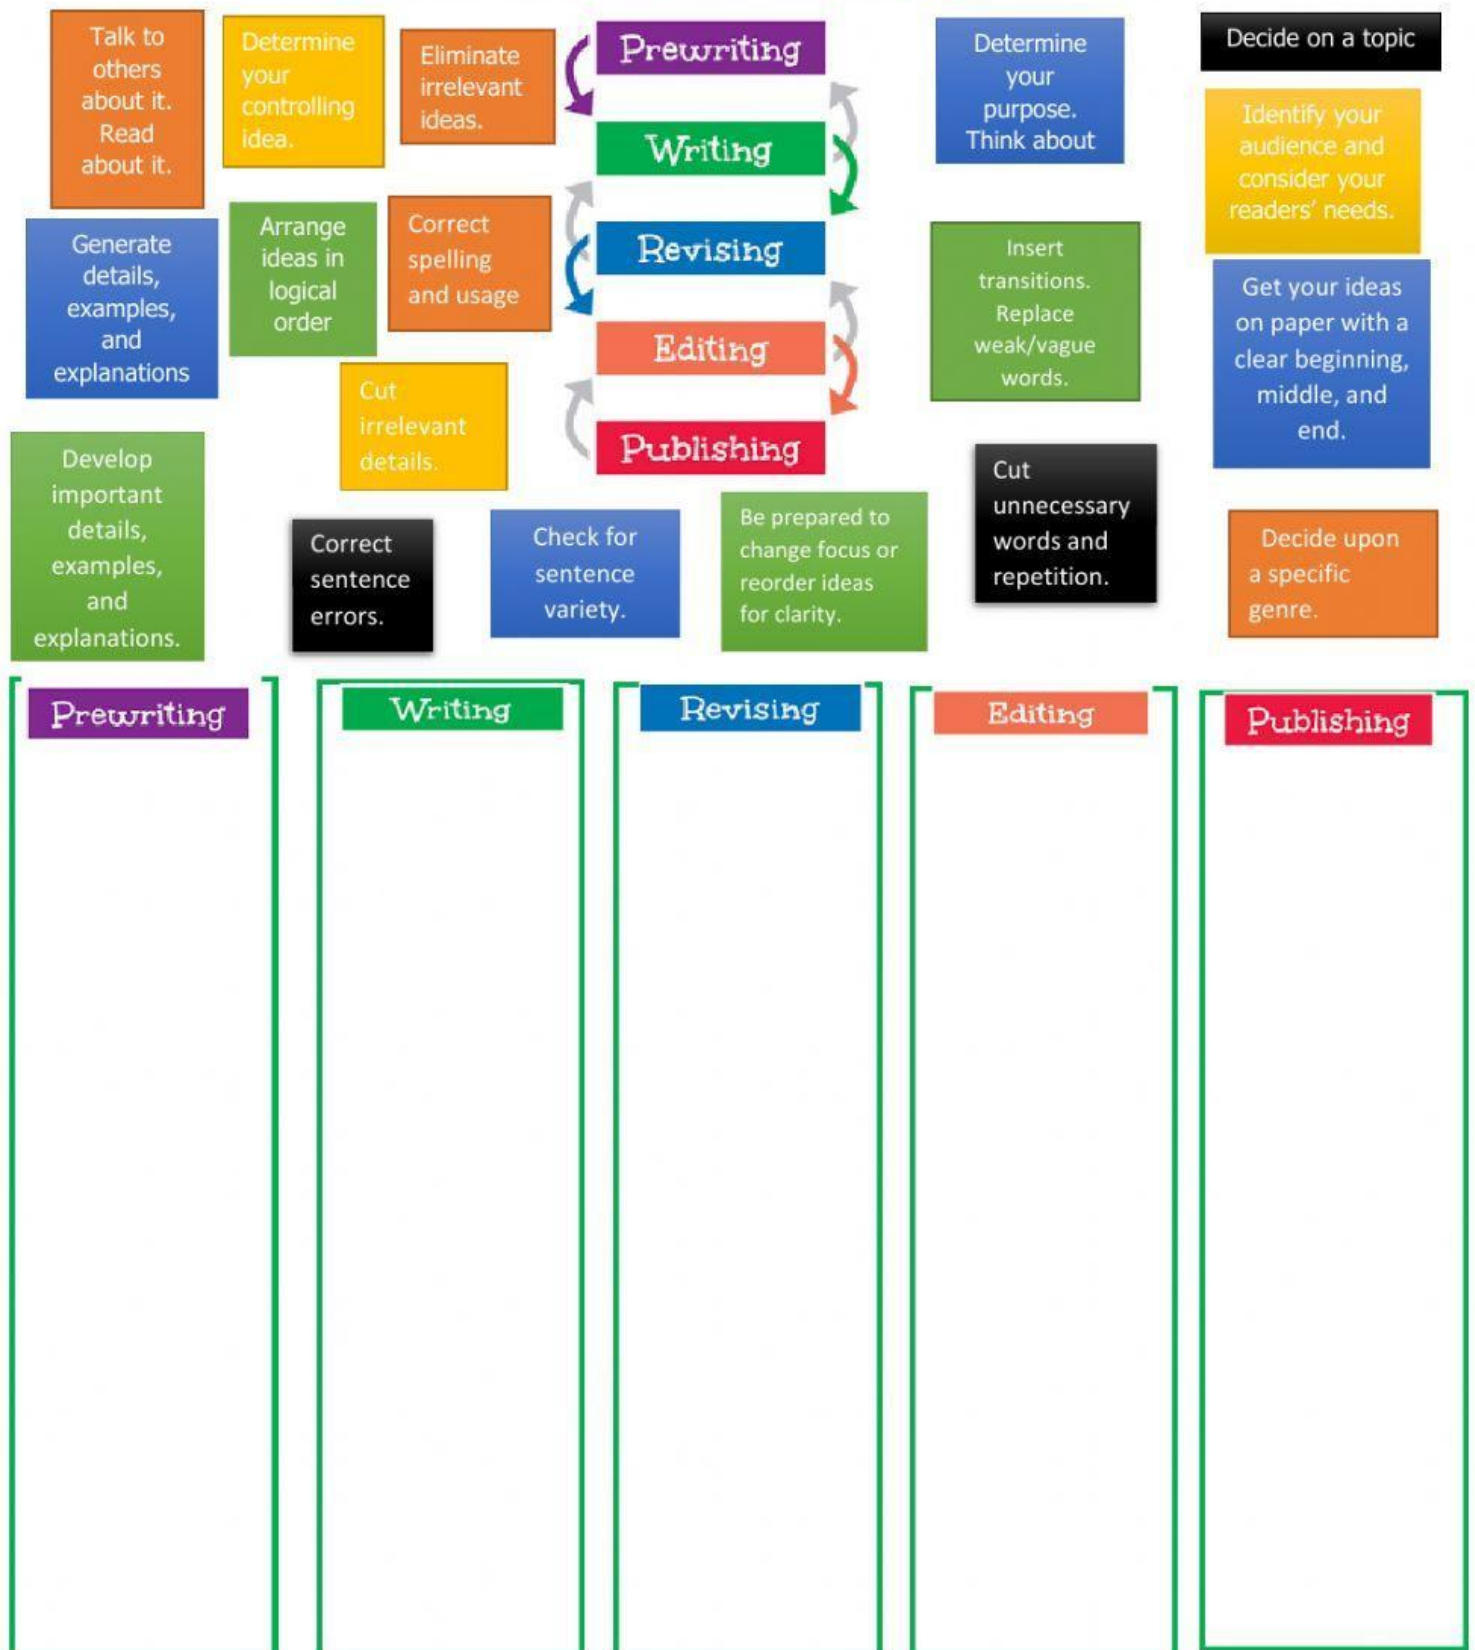 Talk to
others
about it.
Read
about it.
Determine
your
controlling
idea.
Eliminate
irrelevant
ideas.
Prewriting
Writing
Revising
Editing
Publishing
Determine
your
purpose.
Think about
Decide on a topic
Identify your
audience and
consider your
readers' needs.
Generate
details,
examples,
and
explanations
Arrange
ideas in
logical
order
Correct
spelling
and usage
Insert
transitions.
Replace
weak/vague
words.
Get your ideas
on paper with a
clear beginning,
middle, and
end.
Cut
irrelevant
details.
Develop
important
details,
examples,
and
explanations.
Correct
sentence
errors.
Check for
sentence
variety.
Be prepared to
change focus or
reorder ideas
for clarity.
Cut
unnecessary
words and
repetition.
Decide upon
a specific
genre.
Prewriting
Writing
Revising
Editing
Publishing